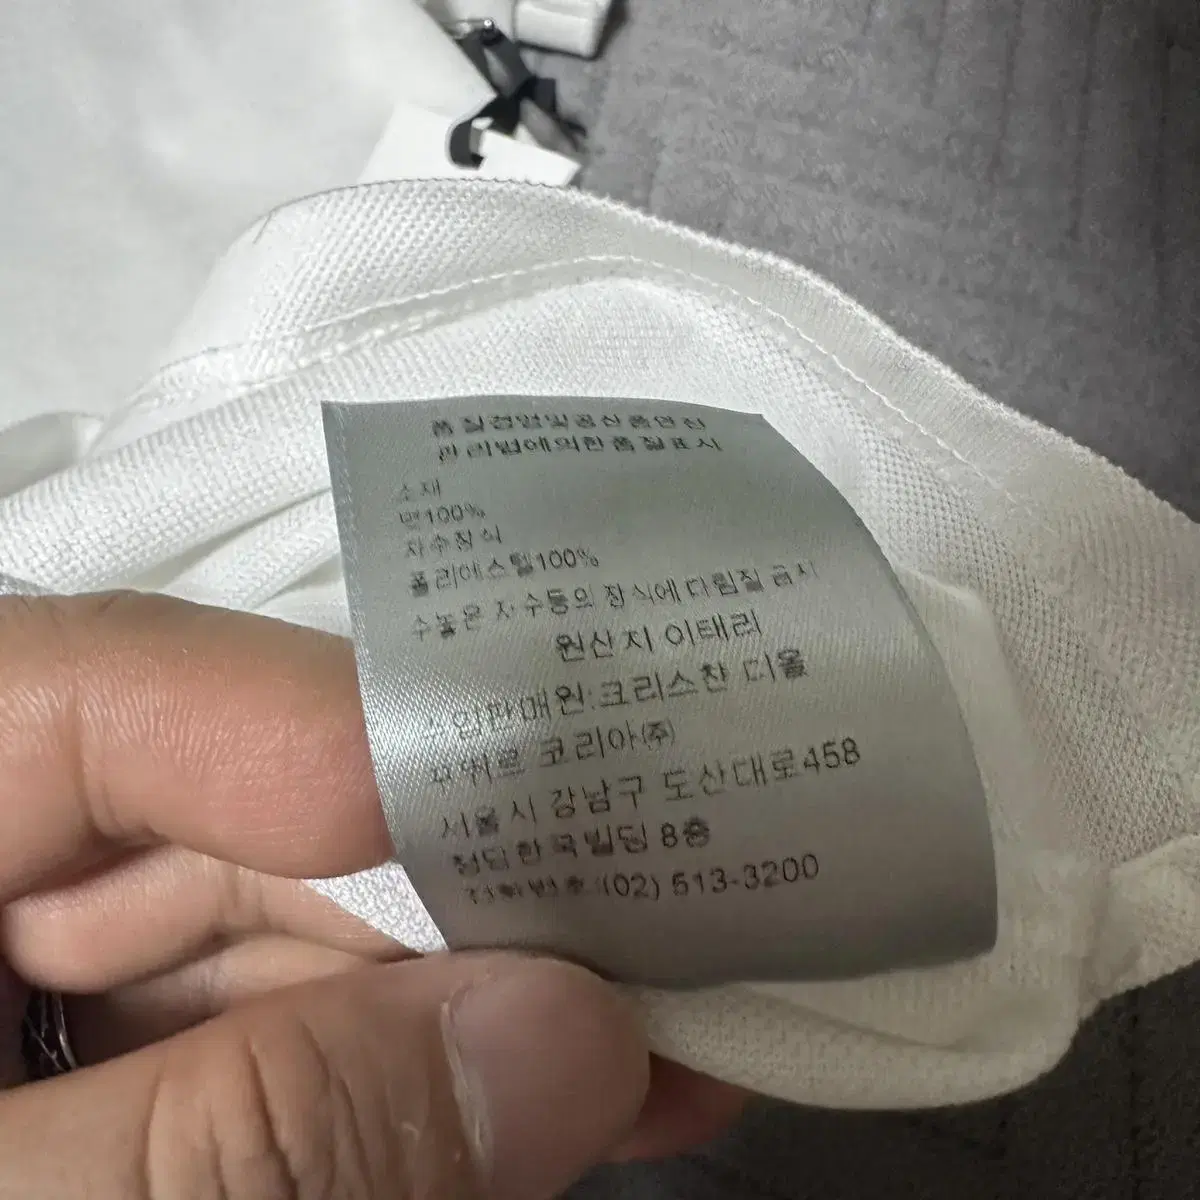 품질경영및공산품안전
관리법에의한품질표시
소재
면100%
자수장식
폴리에스텔100%
수놓은 자수등의 장식에 다림질 금지
원산지 이태리
수입판매원:크리스챤 디올
꾸뛰르 코리아(주)
서울시 강남구 도산대로458
청담한국빌딩 8층
전화번호:(02) 513-3200